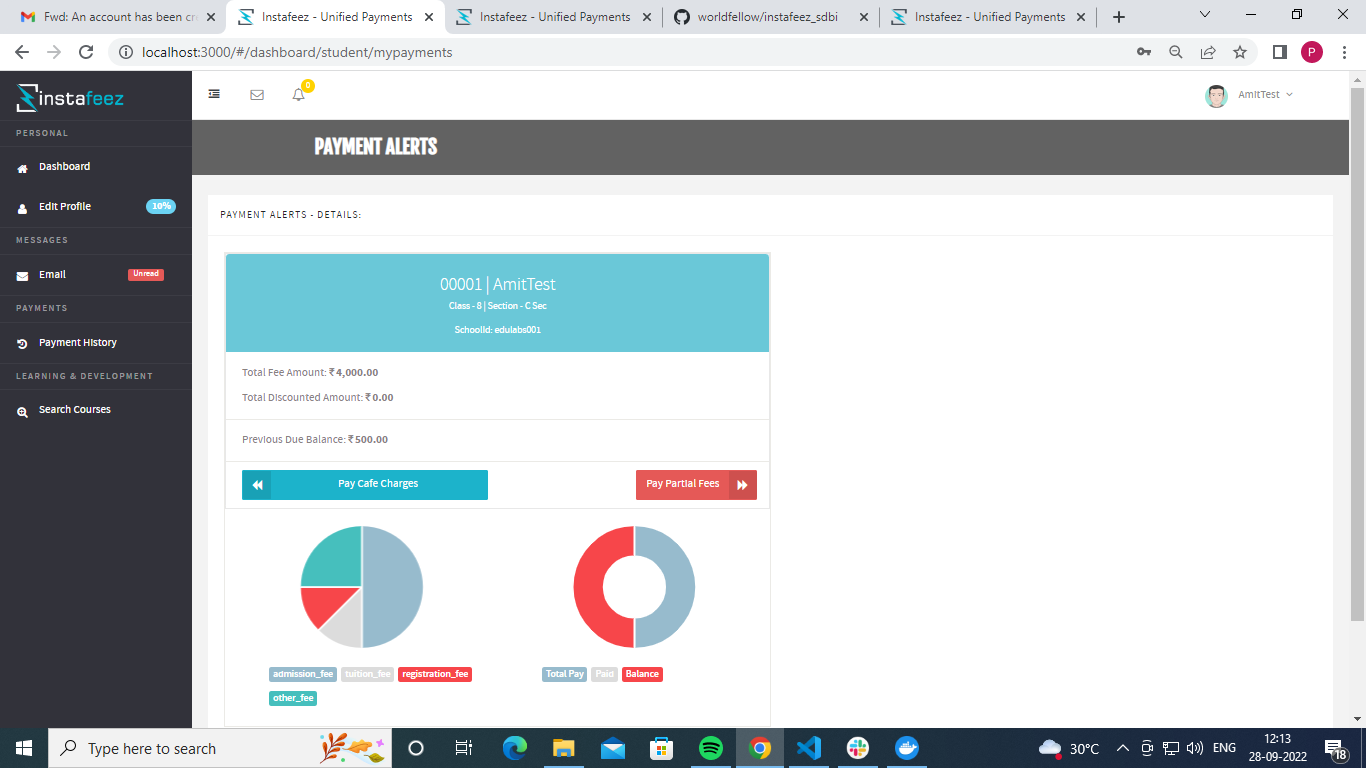 Fwd: An account has been cr
Instafeez - Unified Payments
Instafeez - Unified Payments
worldfellow/instafeez_sdbi
Instafeez - Unified Payments
localhost:3000/#/dashboard/student/mypayments
P
instafeez
0
AmitTest
PERSONAL
PAYMENT ALERTS
Dashboard
Edit Profile
10%
PAYMENT ALERTS - DETAILS:
MESSAGES
Email
Unread
PAYMENTS
Payment History
LEARNING & DEVELOPMENT
Search Courses
00001 | AmitTest
Class - 8 | Section - C Sec
SchoolId: edulabs001
Total Fee Amount: ₹ 4,000.00
Total Discounted Amount: ₹ 0.00
Previous Due Balance: ₹ 500.00
Pay Cafe Charges
Pay Partial Fees
admission_fee
tuition_fee
registration_fee
other_fee
Total Pay
Paid
Balance
Type here to search
30°C
ENG
12:13
28-09-2022
18